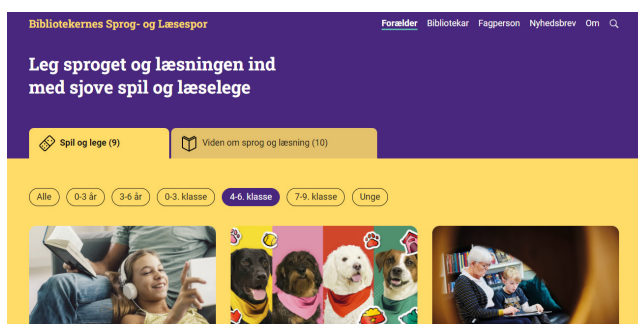 Bibliotekernes Sprog- og Læsespor
Forælder Bibliotekar Fagperson Nyhedsbrev Om
Leg sproget og læsningen ind
med sjove spil og læselege
Spil og lege (9)
Viden om sprog og læsning (10)
Alle 0-3 år 3-6 år 0-3. klasse 4-6. klasse 7-9. klasse Unge